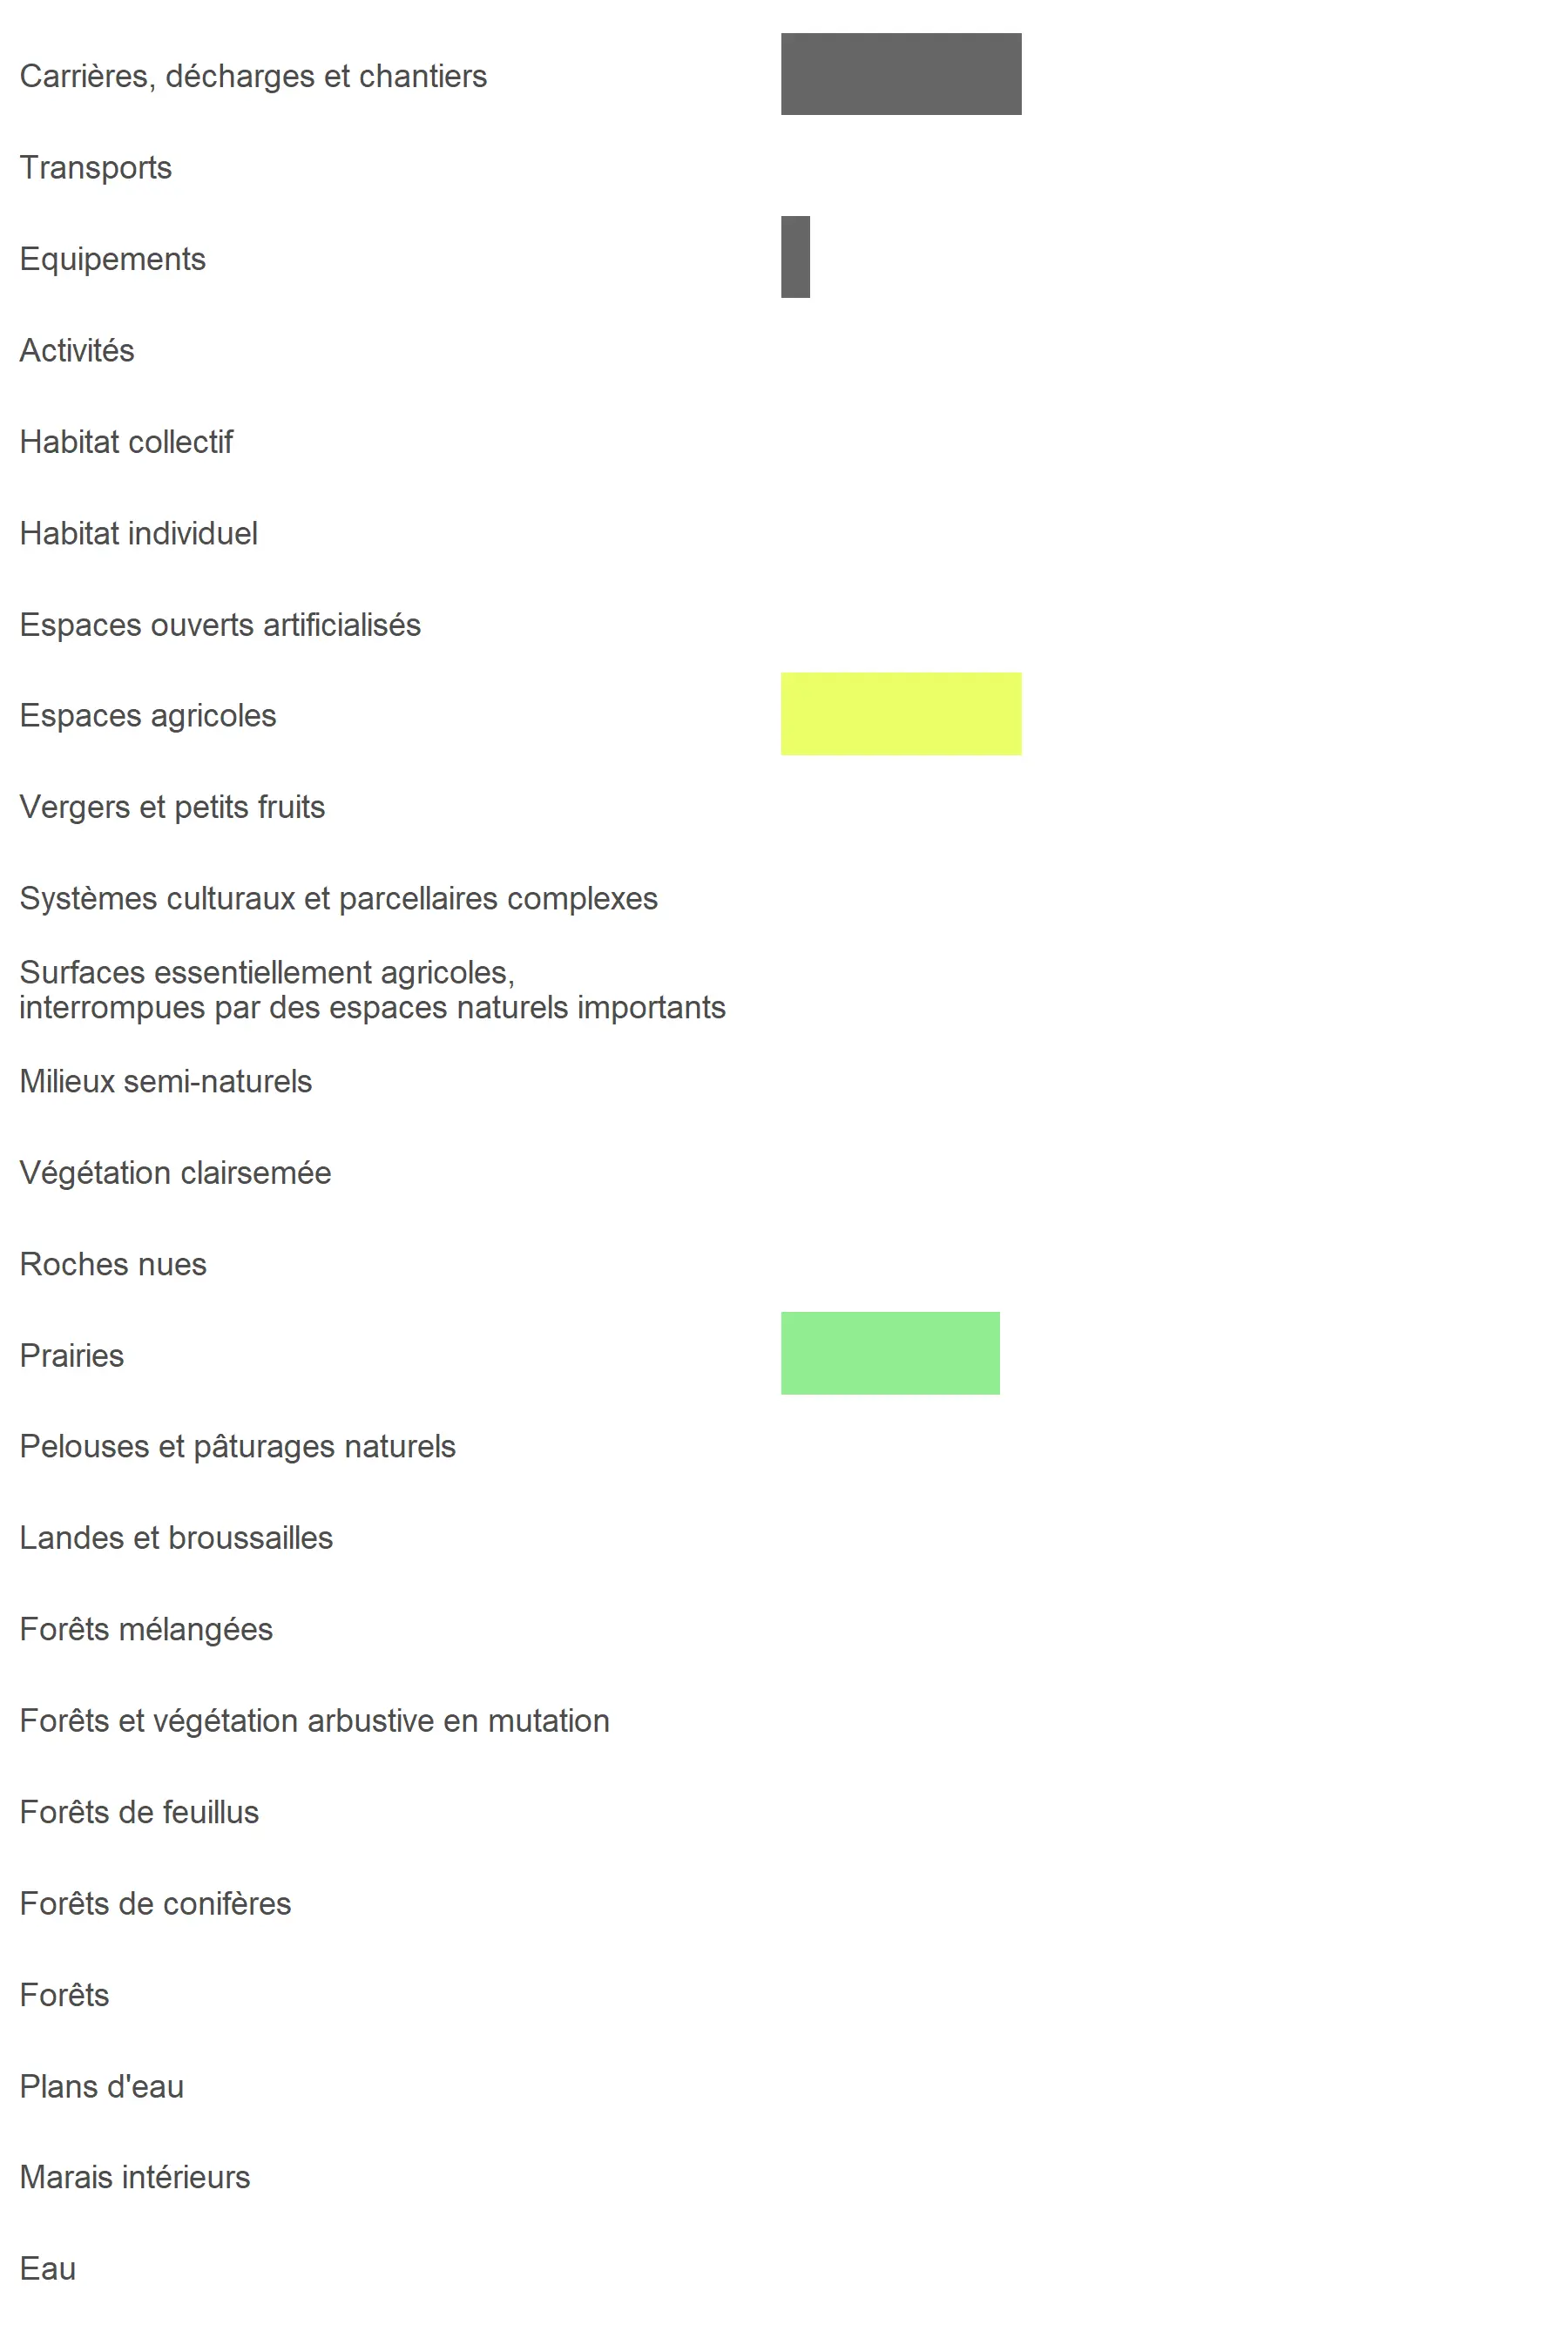 Carrières, décharges et chantiers
Transports
Equipements
Activités
Habitat collectif
Habitat individuel
Espaces ouverts artificialisés
Espaces agricoles
Vergers et petits fruits
Systèmes culturaux et parcellaires complexes
Surfaces essentiellement agricoles,
interrompues par des espaces naturels importants
Milieux semi-naturels
Végétation clairsemée
Roches nues
Prairies
Pelouses et pâturages naturels
Landes et broussailles
Forêts mélangées
Forêts et végétation arbustive en mutation
Forêts de feuillus
Forêts de conifères
Forêts
Plans d'eau
Marais intérieurs
Eau